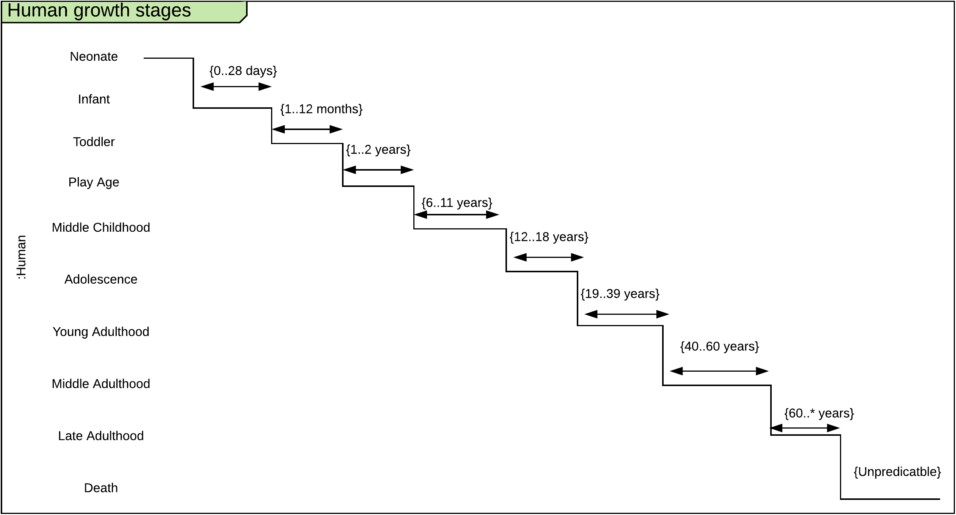 Human growth stages
Neonate
{0..28 days}
Infant
{1..12 months}
Toddler
{1..2 years}
Play Age
{6..11 years}
Middle Childhood
{12..18 years}
:Human
Adolescence
{19..39 years}
Young Adulthood
{40..60 years}
Middle Adulthood
{60..* years}
Late Adulthood
{Unpredicatble}
Death